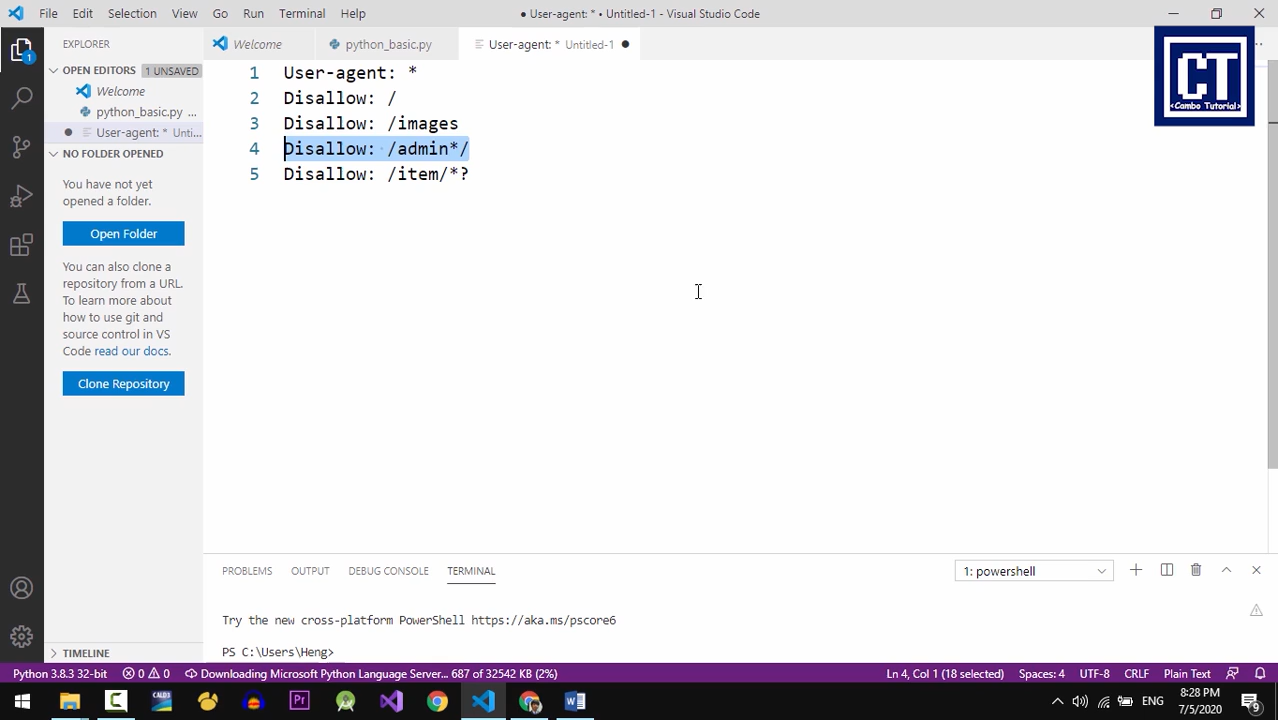 File Edit Selection View Go Run Terminal Help
● User-agent: * • Untitled-1 - Visual Studio Code
EXPLORER
Welcome
python_basic.py
User-agent: * Untitled-1
CT
<Cambo Tutorial>
1
OPEN EDITORS 1 UNSAVED
Welcome
python_basic.py ...
User-agent: * Unti...
NO FOLDER OPENED
You have not yet
opened a folder.
Open Folder
You can also clone a
repository from a URL.
To learn more about
how to use git and
source control in VS
Code read our docs.
Clone Repository
TIMELINE
1 User-agent: *
2 Disallow: /
3 Disallow: /images
4 Disallow: /admin*/
5 Disallow: /item/*?
PROBLEMS OUTPUT DEBUG CONSOLE TERMINAL
1: powershell
Try the new cross-platform PowerShell https://aka.ms/pscore6
PS C:\Users\Heng>
Python 3.8.3 32-bit 0 0 Downloading Microsoft Python Language Server... 687 of 32542 KB (2%)
Ln 4, Col 1 (18 selected) Spaces: 4 UTF-8 CRLF Plain Text
CALD3
Pr
ENG
8:28 PM
7/5/2020
9